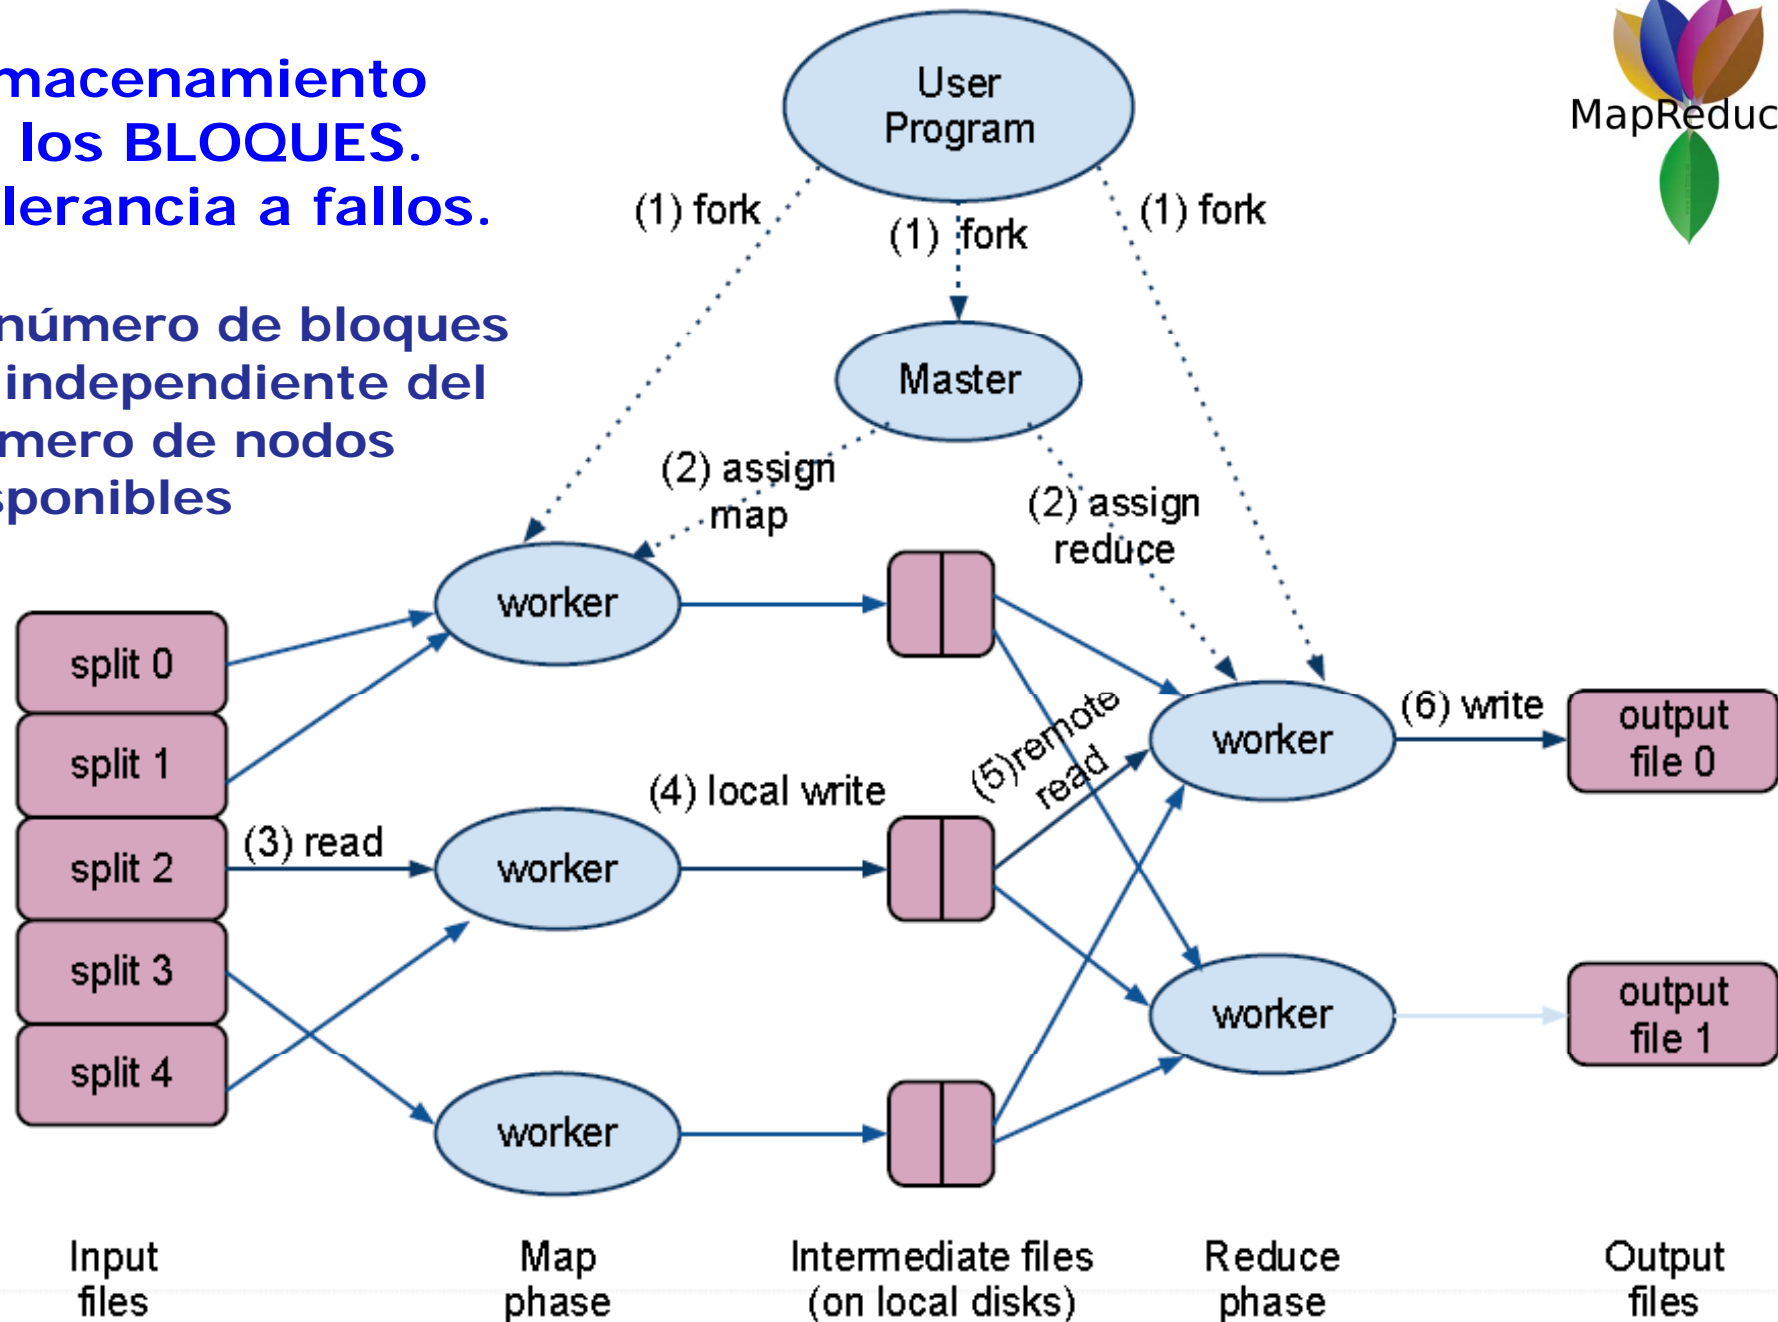 macenamiento
los BLOQUES.
lerancia a fallos.
número de bloques
independiente del
mero de nodos
sponibles
MapReduc
User
Program
(1) fork
(1) fork
(1) fork
Master
(2) assign
map
(2) assign
reduce
worker
split 0
split 1
split 2
split 3
split 4
(3) read
worker
(4) local write
(5)remote
read
worker
(6) write
output
file 0
worker
worker
output
file 1
Input
files
Map
phase
Intermediate files
(on local disks)
Reduce
phase
Output
files